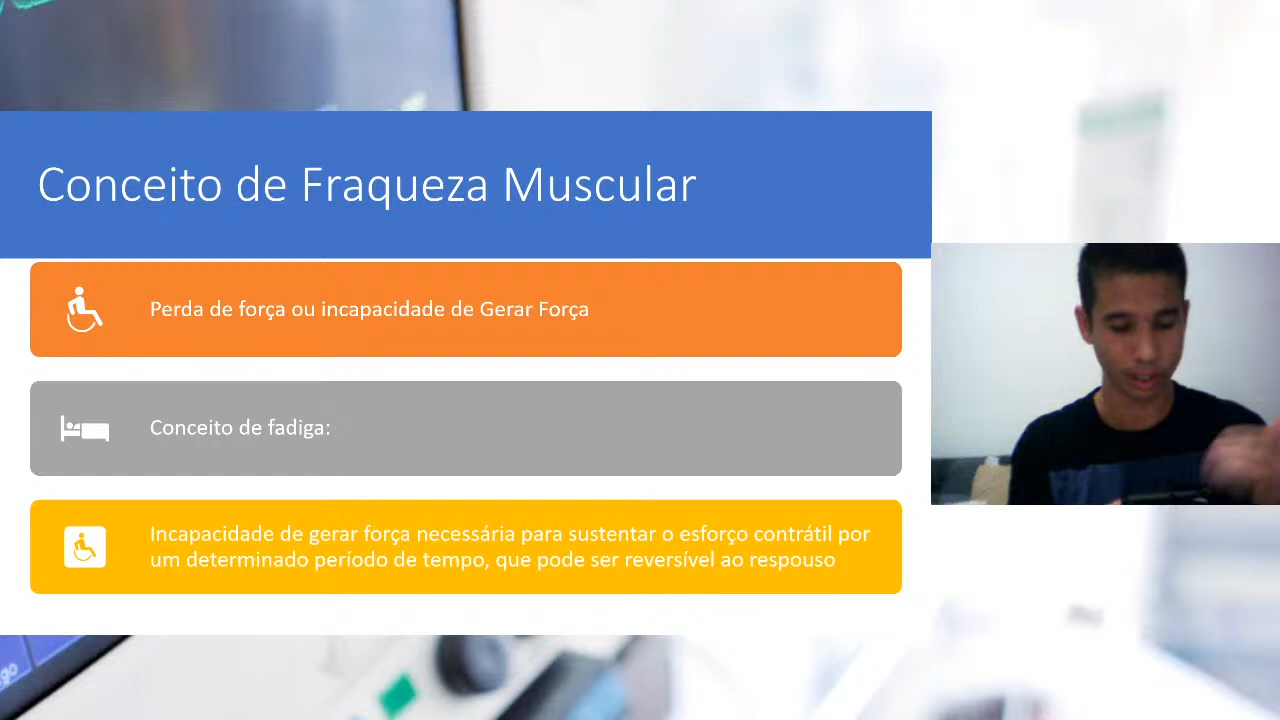 Conceito de Fraqueza Muscular
Perda de força ou incapacidade de Gerar Força
Conceito de fadiga:
Incapacidade de gerar força necessária para sustentar o esforço contrátil por
um determinado período de tempo, que pode ser reversível ao respouso